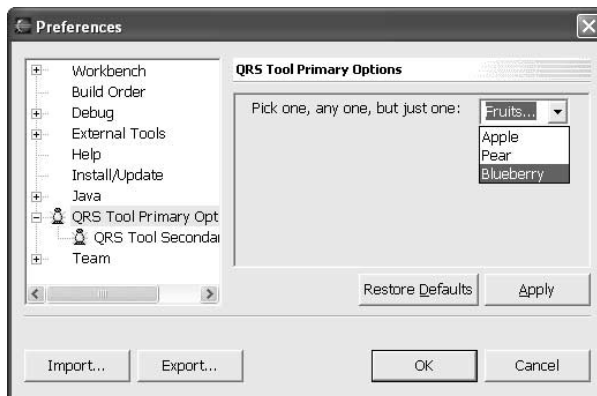 Preferences
Workbench
Build Order
Debug
External Tools
Help
Install/Update
Java
QRS Tool Primary Opt
QRS Tool Seconda
Team
QRS Tool Primary Options
Pick one, any one, but just one:
Fruits...
Apple
Pear
Blueberry
Restore Defaults
Apply
Import...
Export...
OK
Cancel